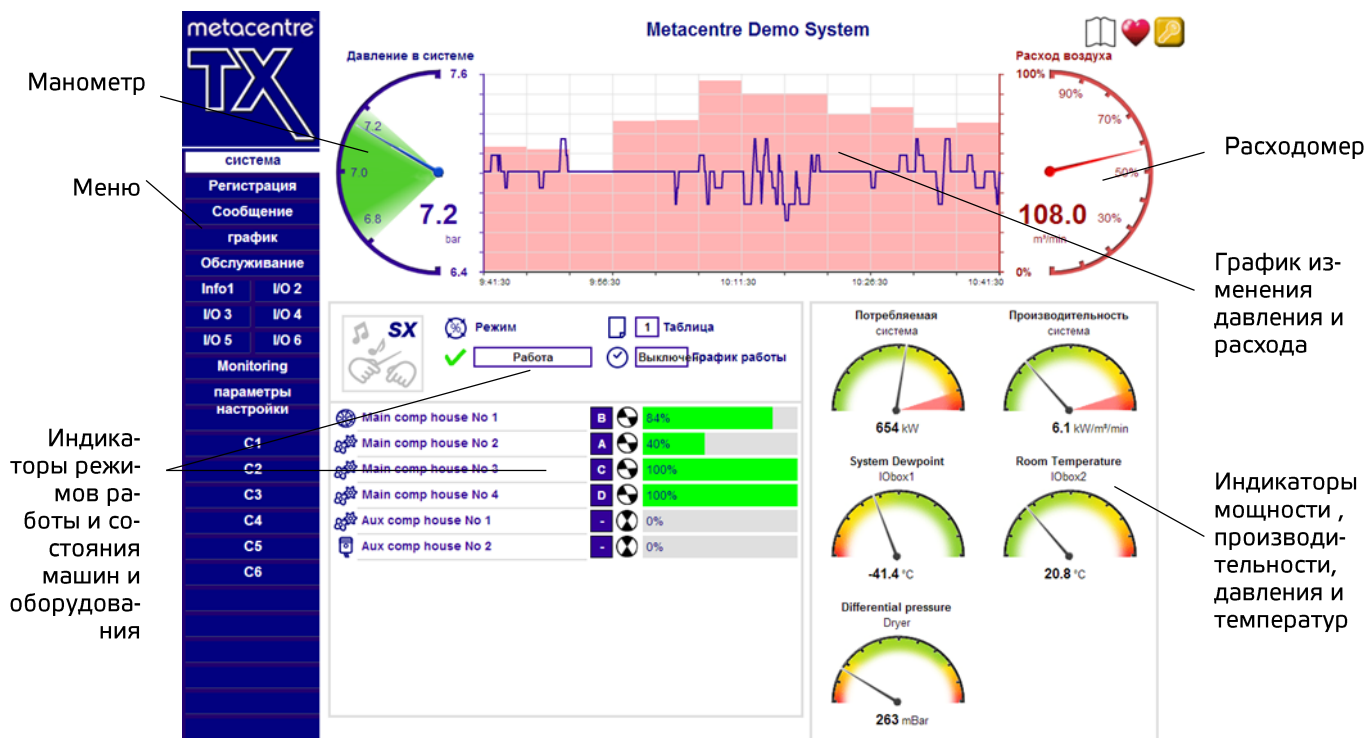 metacentre
TX
Metacentre Demo System
Давление в системе
7.6
7.2
7.0
6.8
6.4
7.2
bar
9:41:30
9:56:30
10:11:30
10:26:30
10:41:30
Расход воздуха
100%
90%
70%
50%
30%
0%
108.0
m³/min
Манометр
Меню
Индика-
торы режи-
мов ра-
боты и со-
стояния
машин и
оборудова-
ния
система
Регистрация
Сообщение
график
Обслуживание
Info1
I/O 2
I/O 3
I/O 4
I/O 5
I/O 6
Monitoring
параметры
настройки
C1
C2
C3
C4
C5
C6
SX
Режим
1
Таблица
Работа
Выключен
График работы
Main comp house No 1
B
84%
Main comp house No 2
A
40%
Main comp house No 3
C
100%
Main comp house No 4
D
100%
Aux comp house No 1
-
0%
Aux comp house No 2
-
0%
Потребляемая
система
654 kW
Производительность
система
6.1 kW/m³/min
System Dewpoint
IObox1
-41.4 °C
Room Temperature
IObox2
20.8 °C
Differential pressure
Dryer
263 mBar
Расходомер
График из-
менения
давления и
расхода
Индикаторы
мощности ,
производи-
тельности,
давления и
температур